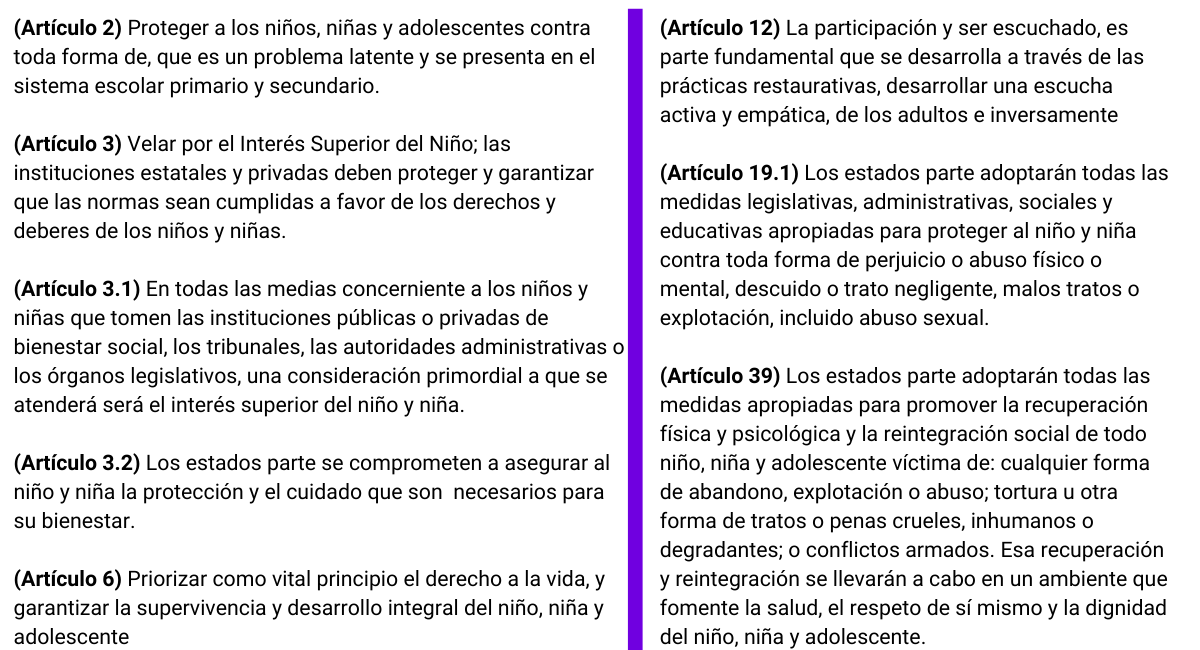 (Artículo 2) Proteger a los niños, niñas y adolescentes contra
toda forma de, que es un problema latente y se presenta en el
sistema escolar primario y secundario.
(Artículo 3) Velar por el Interés Superior del Niño; las
instituciones estatales y privadas deben proteger y garantizar
que las normas sean cumplidas a favor de los derechos y
deberes de los niños y niñas.
(Artículo 3.1) En todas las medias concerniente a los niños y
niñas que tomen las instituciones públicas o privadas de
bienestar social, los tribunales, las autoridades administrativas o
los órganos legislativos, una consideración primordial a que se
atenderá será el interés superior del niño y niña.
(Artículo 3.2) Los estados parte se comprometen a asegurar al
niño y niña la protección y el cuidado que son  necesarios para
su bienestar.
(Artículo 6) Priorizar como vital principio el derecho a la vida, y
garantizar la supervivencia y desarrollo integral del niño, niña y
adolescente
(Artículo 12) La participación y ser escuchado, es
parte fundamental que se desarrolla a través de las
prácticas restaurativas, desarrollar una escucha
activa y empática, de los adultos e inversamente
(Artículo 19.1) Los estados parte adoptarán todas las
medidas legislativas, administrativas, sociales y
educativas apropiadas para proteger al niño y niña
contra toda forma de perjuicio o abuso físico o
mental, descuido o trato negligente, malos tratos o
explotación, incluido abuso sexual.
(Artículo 39) Los estados parte adoptarán todas las
medidas apropiadas para promover la recuperación
física y psicológica y la reintegración social de todo
niño, niña y adolescente víctima de: cualquier forma
de abandono, explotación o abuso; tortura u otra
forma de tratos o penas crueles, inhumanos o
degradantes; o conflictos armados. Esa recuperación
y reintegración se llevarán a cabo en un ambiente que
fomente la salud, el respeto de sí mismo y la dignidad
del niño, niña y adolescente.